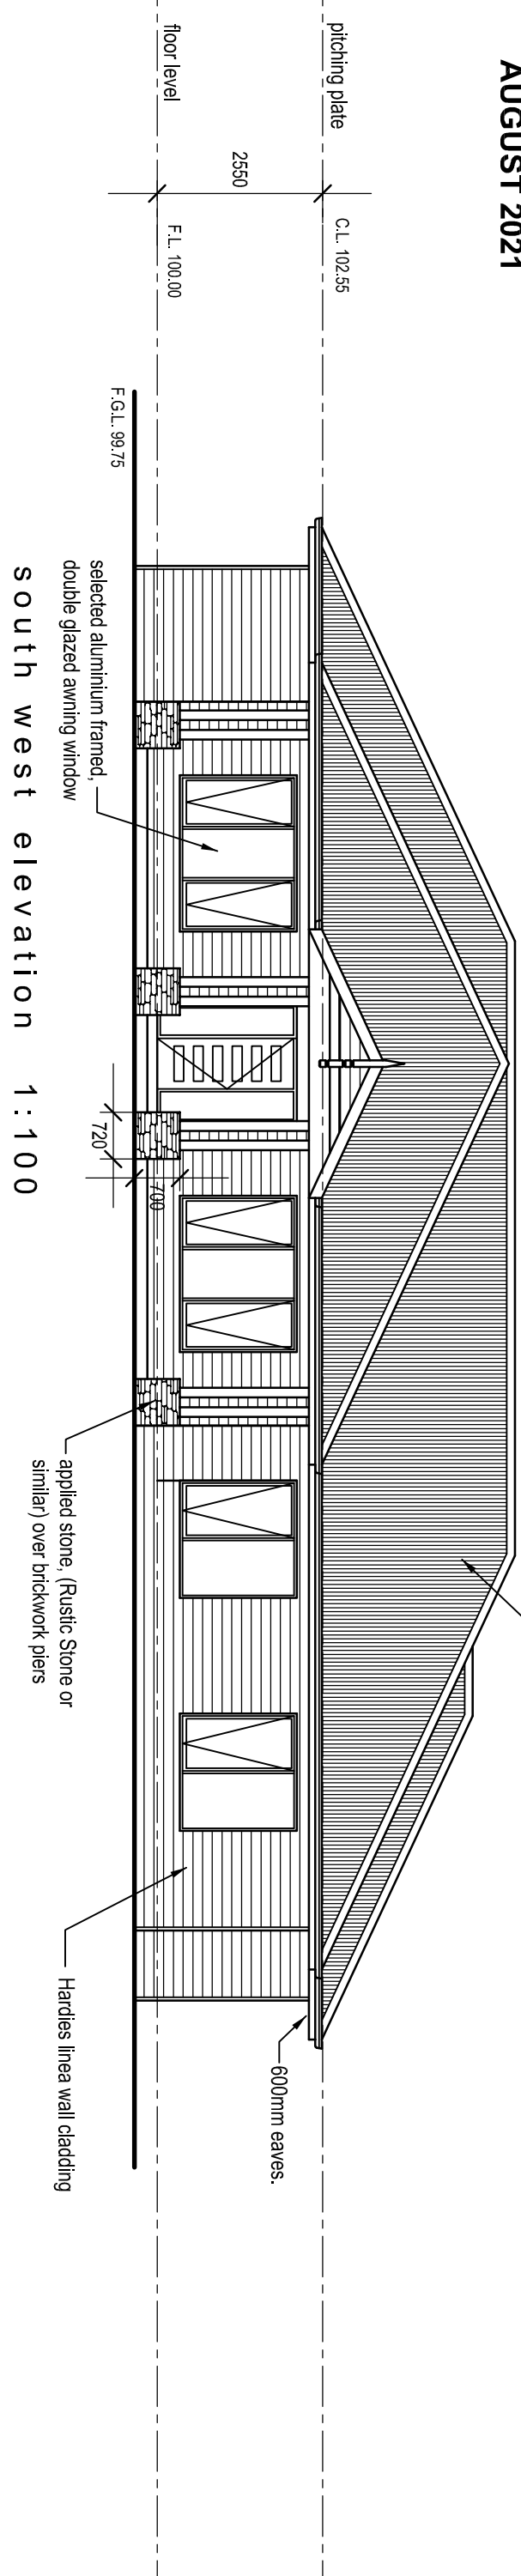 AUGUST 2021
pitching plate
C.L. 102.55
2550
floor level
F.L. 100.00
F.G.L. 99.75
600mm eaves.
selected aluminium framed,
double glazed awning window
720
700
applied stone, (Rustic Stone or
similar) over brickwork piers
Hardies linea wall cladding
south west elevation 1:100